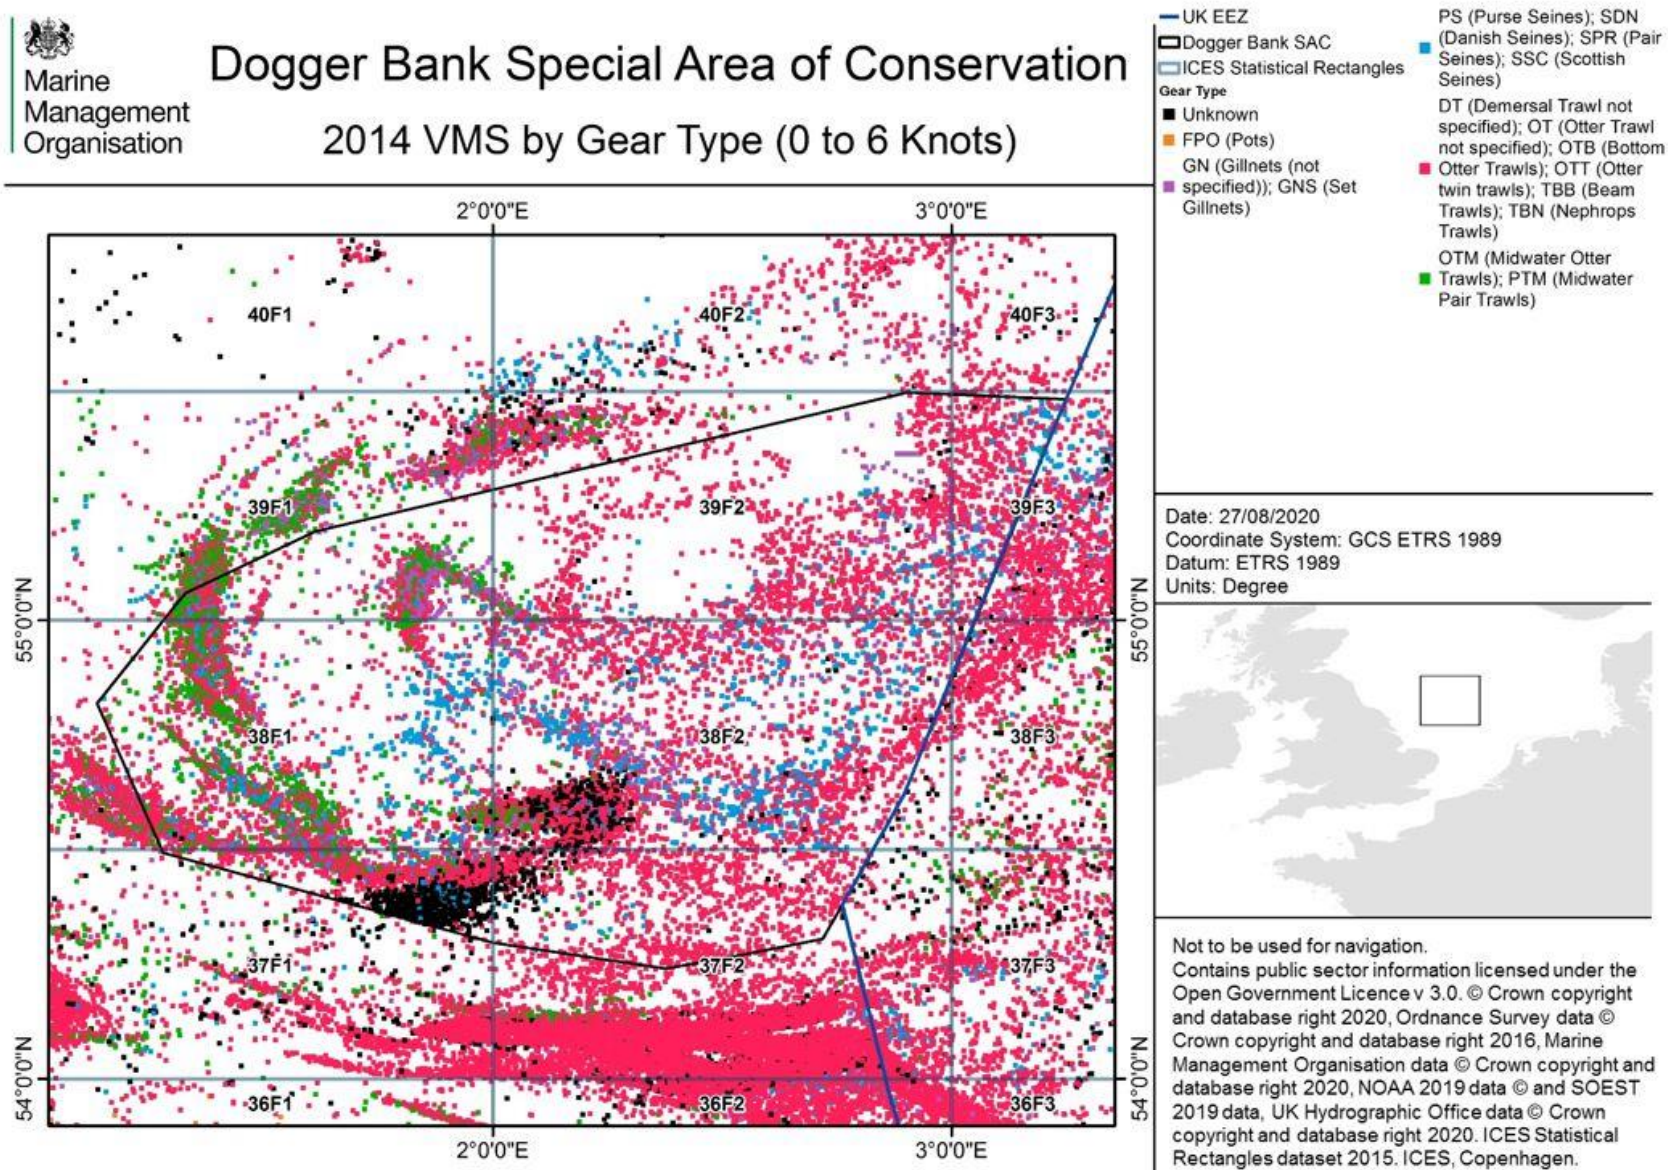 Marine
Management
Organisation
Dogger Bank Special Area of Conservation
2014 VMS by Gear Type (0 to 6 Knots)
UK EEZ
Dogger Bank SAC
ICES Statistical Rectangles
Gear Type
Unknown
FPO (Pots)
GN (Gillnets (not
specified)); GNS (Set
Gillnets)
PS (Purse Seines); SDN
(Danish Seines); SPR (Pair
Seines); SSC (Scottish
Seines)
DT (Demersal Trawl not
specified); OT (Otter Trawl
not specified); OTB (Bottom
Otter Trawls); OTT (Otter
twin trawls); TBB (Beam
Trawls); TBN (Nephrops
Trawls)
OTM (Midwater Otter
Trawls); PTM (Midwater
Pair Trawls)
2°0'0"E
3°0'0"E
40F1
40F2
40F3
39F1
39F2
39F3
55°0'0"N
55°0'0"N
38F1
38F2
38F3
37F1
37F2
37F3
54°0'0"N
54°0'0"N
36F1
36F2
36F3
2°0'0"E
3°0'0"E
Date: 27/08/2020
Coordinate System: GCS ETRS 1989
Datum: ETRS 1989
Units: Degree
Not to be used for navigation.
Contains public sector information licensed under the
Open Government Licence v 3.0. © Crown copyright
and database right 2020, Ordnance Survey data ©
Crown copyright and database right 2016, Marine
Management Organisation data © Crown copyright and
database right 2020, NOAA 2019 data © and SOEST
2019 data, UK Hydrographic Office data © Crown
copyright and database right 2020. ICES Statistical
Rectangles dataset 2015. ICES, Copenhagen.